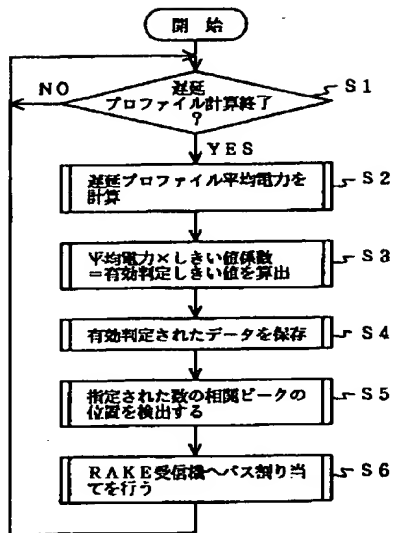 開始
遅延
プロファイル計算終了
?
S1
NO
YES
遅延プロファイル平均電力を
計算
S2
平均電力×しきい値係数
=有効判定しきい値を算出
S3
有効判定されたデータを保存
S4
指定された数の相関ピークの
位置を検出する
S5
RAKE受信機へパス割り当
てを行う
S6